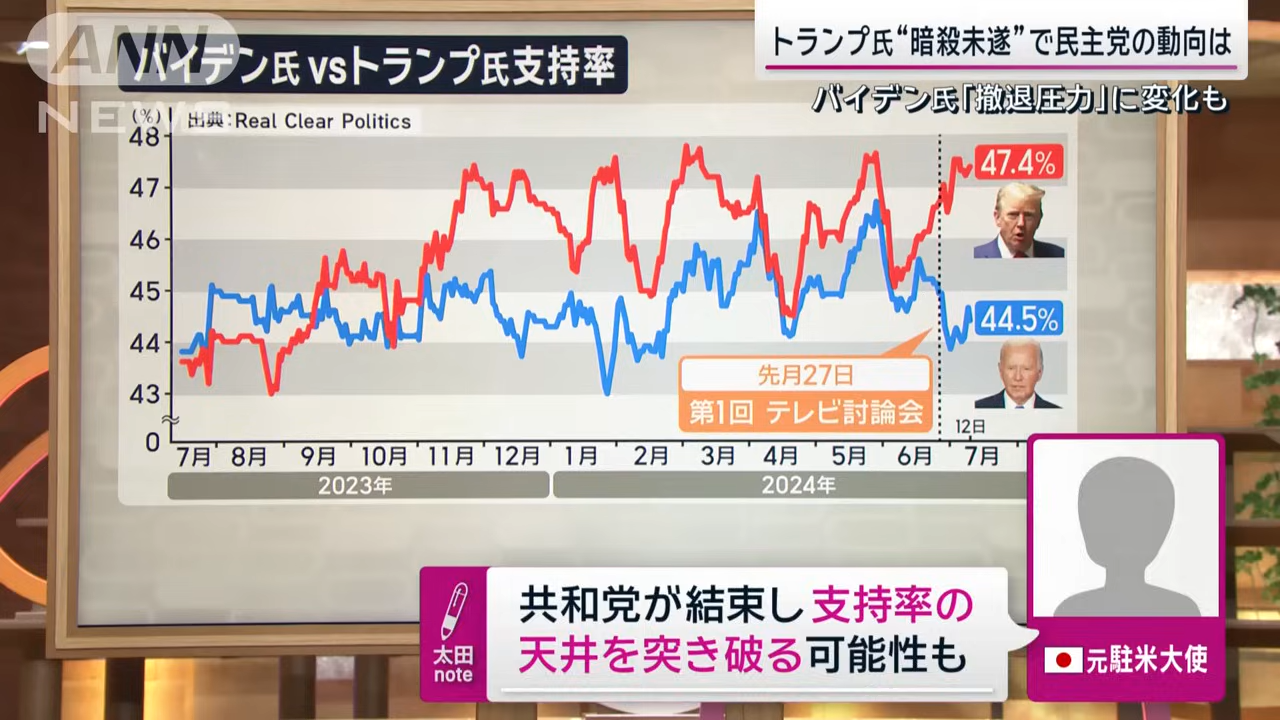 ANN
NEWS
バイデン氏 vsトランプ氏支持率
トランプ氏“暗殺未遂”で民主党の動向は
バイデン氏「撤退圧力」に変化も
(%)
出典:Real Clear Politics
48
47
46
45
44
43
0
47.4%
44.5%
先月27日
第1回 テレビ討論会
12日
7月 8月 9月 10月 11月 12月 1月 2月 3月 4月 5月 6月 7月
2023年 2024年
太田
note
共和党が結束し支持率の
天井を突き破る可能性も
元駐米大使